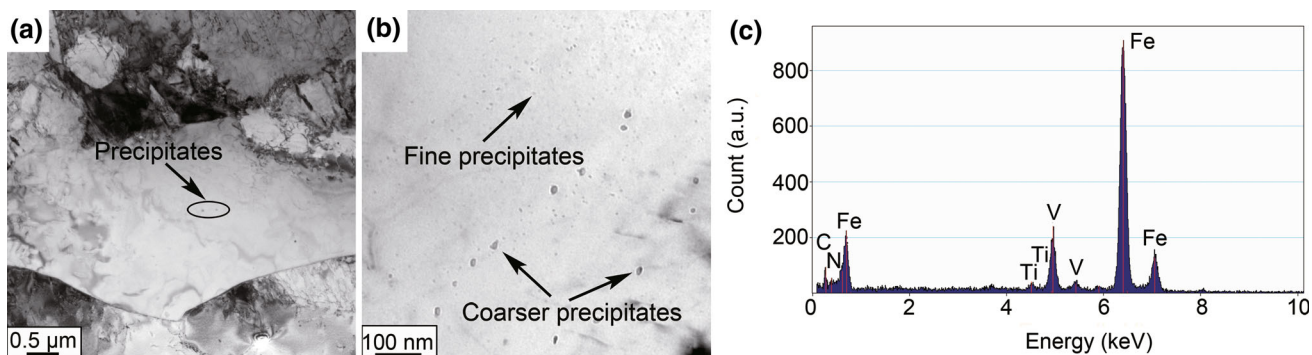 (a)
Precipitates
0.5 µm
(b)
Fine precipitates
Coarser precipitates
100 nm
(c)
Count (a.u.)
800
600
400
200
C
N
Fe
Ti
Ti
V
V
Fe
Fe
0 2 4 6 8 10
Energy (keV)